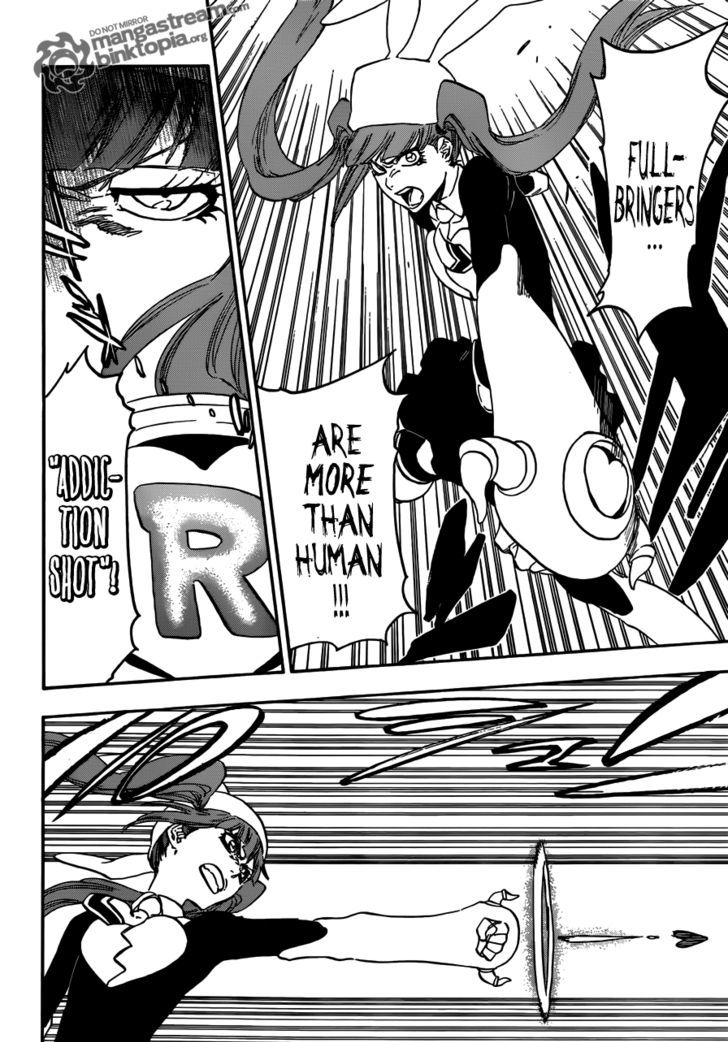 DO NOT MIRROR
mangastream.com
binktopia.org
FULL-
BRINGERS
...
ARE
MORE
THAN
HUMAN
!!!
"ADDIC-
TION
SHOT"!
R